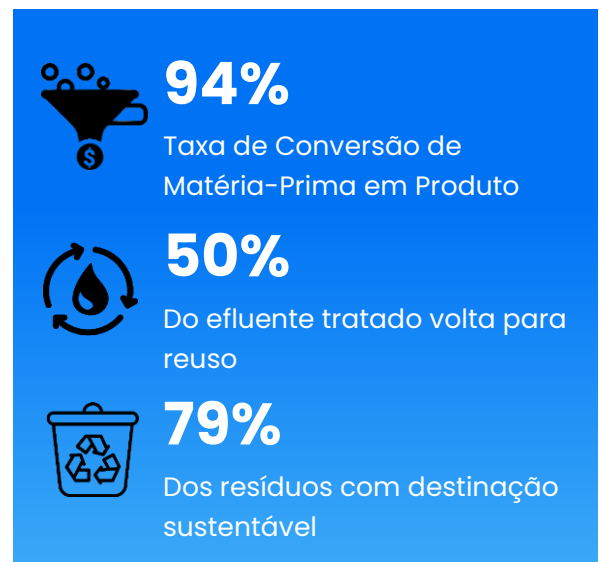 94%
Taxa de Conversão de
Matéria-Prima em Produto
$
50%
Do efluente tratado volta para
reuso
79%
Dos resíduos com destinação
sustentável